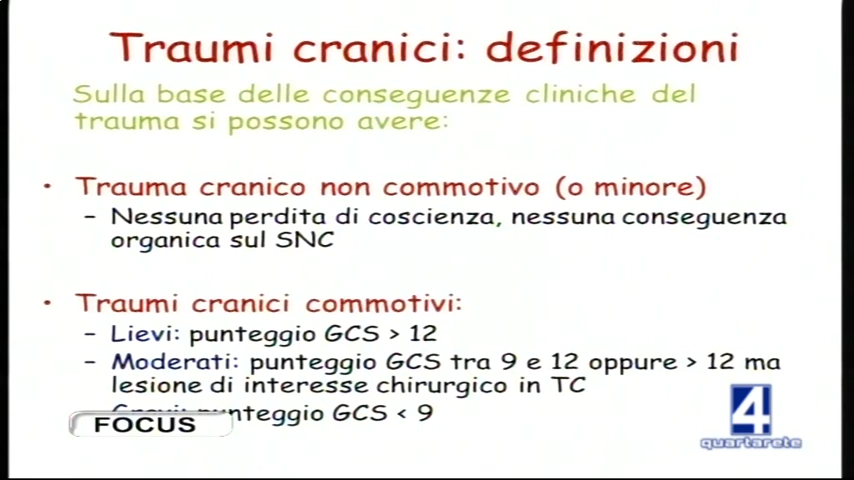 Traumi cranici: definizioni
Sulla base delle conseguenze cliniche del
trauma si possono avere:
• Trauma cranico non commotivo (o minore)
– Nessuna perdita di coscienza, nessuna conseguenza
organica sul SNC
• Traumi cranici commotivi:
– Lievi: punteggio GCS > 12
– Moderati: punteggio GCS tra 9 e 12 oppure > 12 ma
lesione di interesse chirurgico in TC
– Gravi: punteggio GCS < 9
FOCUS
4
quartarete